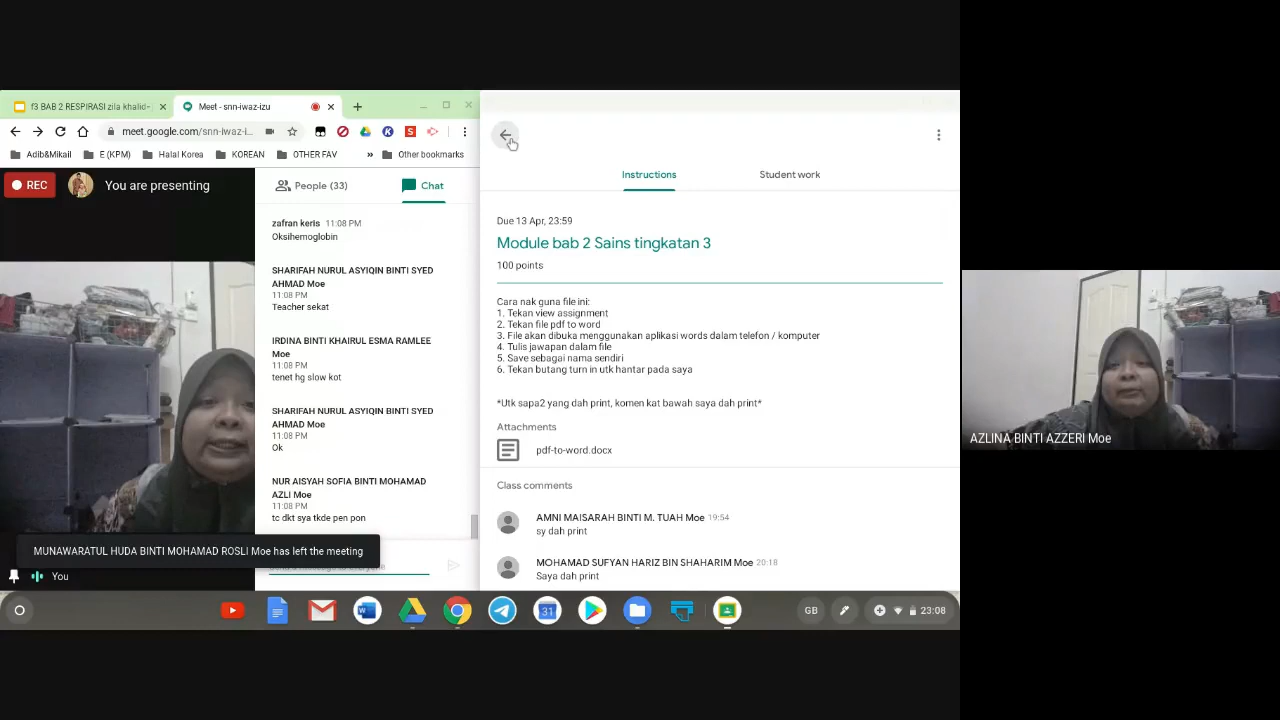 f3 BAB 2 RESPIRASI zila khalid-
Meet - snn-iwaz-izu
meet.google.com/snn-iwaz-i...
Adib&Mikail
E (KPM)
Halal Korea
KOREAN
OTHER FAV
»
Other bookmarks
REC
You are presenting
People (33)
Chat
zafran keris 11:08 PM
Oksihemoglobin
SHARIFAH NURUL ASYIQIN BINTI SYED
AHMAD Moe
11:08 PM
Teacher sekat
IRDINA BINTI KHAIRUL ESMA RAMLEE
Moe
11:08 PM
tenet hg slow kot
SHARIFAH NURUL ASYIQIN BINTI SYED
AHMAD Moe
11:08 PM
Ok
NUR AISYAH SOFIA BINTI MOHAMAD
AZLI Moe
11:08 PM
tc dkt sya tkde pen pon
MUNAWARATUL HUDA BINTI MOHAMAD ROSLI Moe has left the meeting
You
Instructions
Student work
Due 13 Apr, 23:59
Module bab 2 Sains tingkatan 3
100 points
Cara nak guna file ini:
1. Tekan view assignment
2. Tekan file pdf to word
3. File akan dibuka menggunakan aplikasi words dalam telefon / komputer
4. Tulis jawapan dalam file
5. Save sebagai nama sendiri
6. Tekan butang turn in utk hantar pada saya
*Utk sapa2 yang dah print, komen kat bawah saya dah print*
Attachments
pdf-to-word.docx
Class comments
AMNI MAISARAH BINTI M. TUAH Moe 19:54
sy dah print
MOHAMAD SUFYAN HARIZ BIN SHAHARIM Moe 20:18
Saya dah print
AZLINA BINTI AZZERI Moe
31
GB
23:08